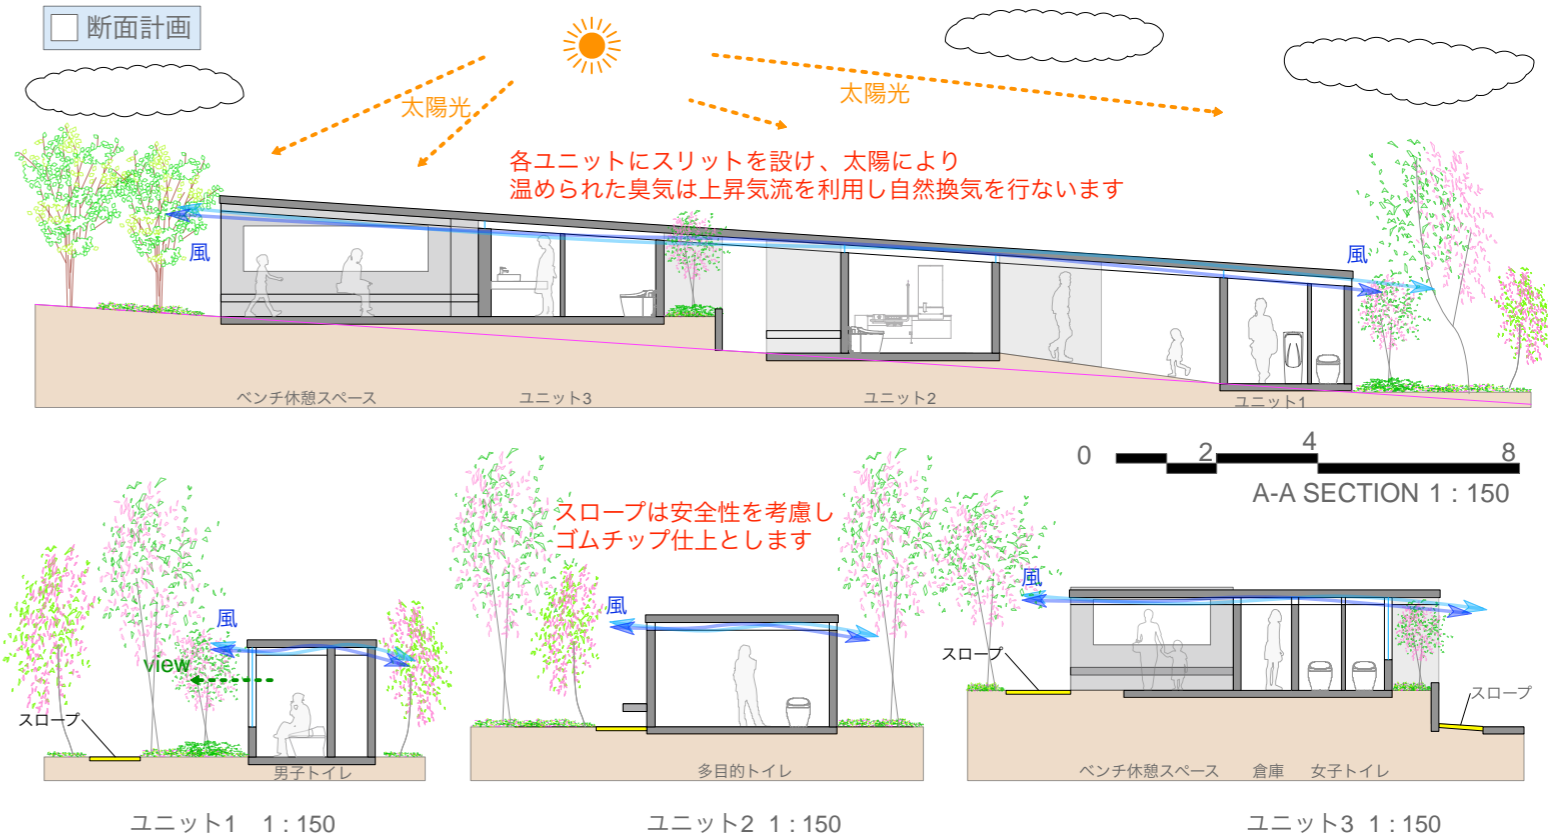 断面計画
太陽光
太陽光
各ユニットにスリットを設け、太陽により
温められた臭気は上昇気流を利用し自然換気を行ないます
風
風
ベンチ休憩スペース
ユニット3
ユニット2
ユニット1
0 2 4 8
A-A SECTION 1 : 150
スロープは安全性を考慮し
ゴムチップ仕上とします
風
view
スロープ
男子トイレ
ユニット1 1 : 150
風
多目的トイレ
ユニット2 1 : 150
風
スロープ
スロープ
ベンチ休憩スペース 倉庫 女子トイレ
ユニット3 1 : 150